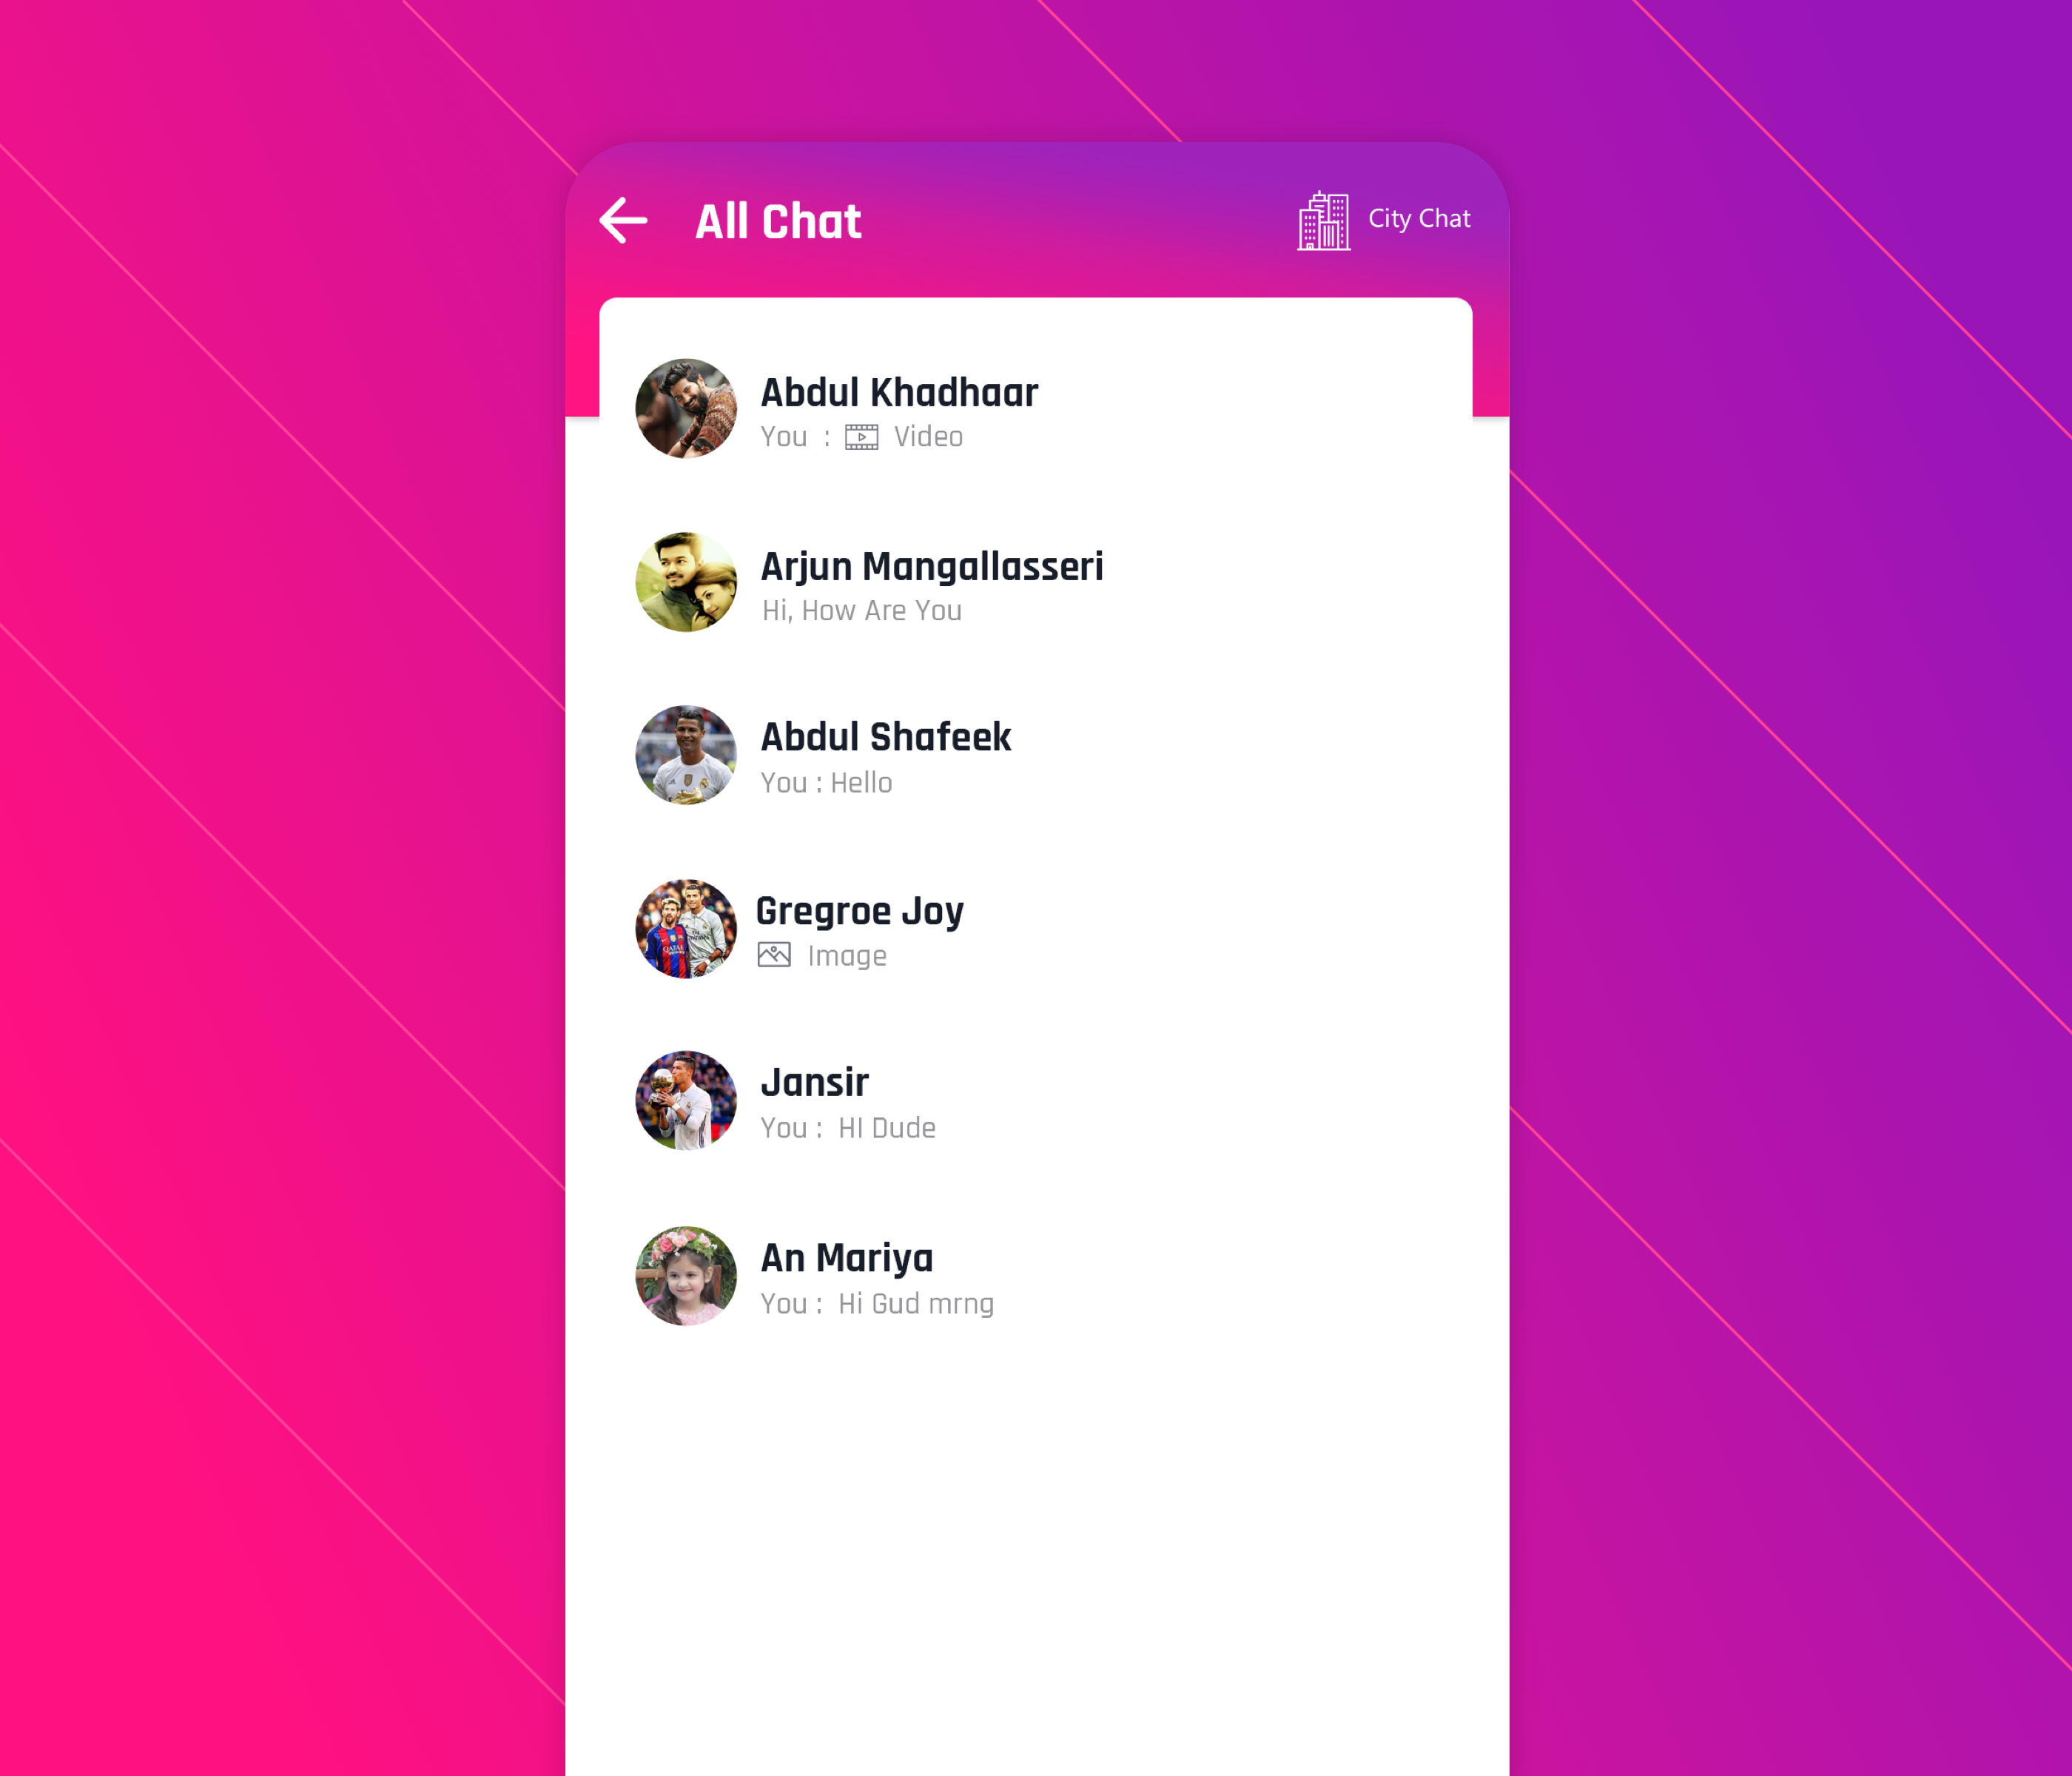 All Chat
City Chat
Abdul Khadhaar
You : Video
Arjun Mangallasseri
Hi, How Are You
Abdul Shafeek
You : Hello
Gregroe Joy
Image
Jansir
You : HI Dude
An Mariya
You : Hi Gud mrng